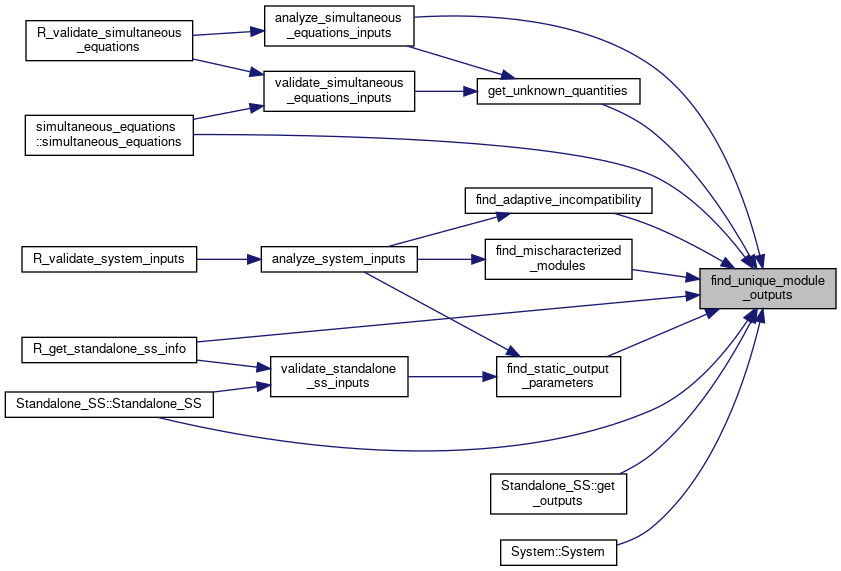 R_validate_simultaneous
_equations
analyze_simultaneous
_equations_inputs
validate_simultaneous
_equations_inputs
get_unknown_quantities
simultaneous_equations
::simultaneous_equations
find_adaptive_incompatibility
R_validate_system_inputs
analyze_system_inputs
find_mischaracterized
_modules
find_unique_module
_outputs
R_get_standalone_ss_info
validate_standalone
_ss_inputs
find_static_output
_parameters
Standalone_SS::Standalone_SS
Standalone_SS::get
_outputs
System::System